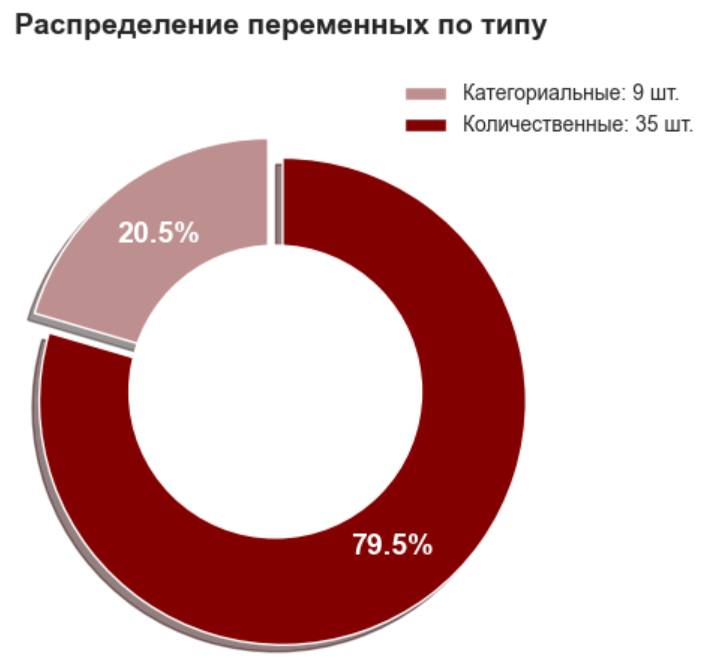 Распределение переменных по типу
Категориальные: 9 шт.
Количественные: 35 шт.
20.5%
79.5%